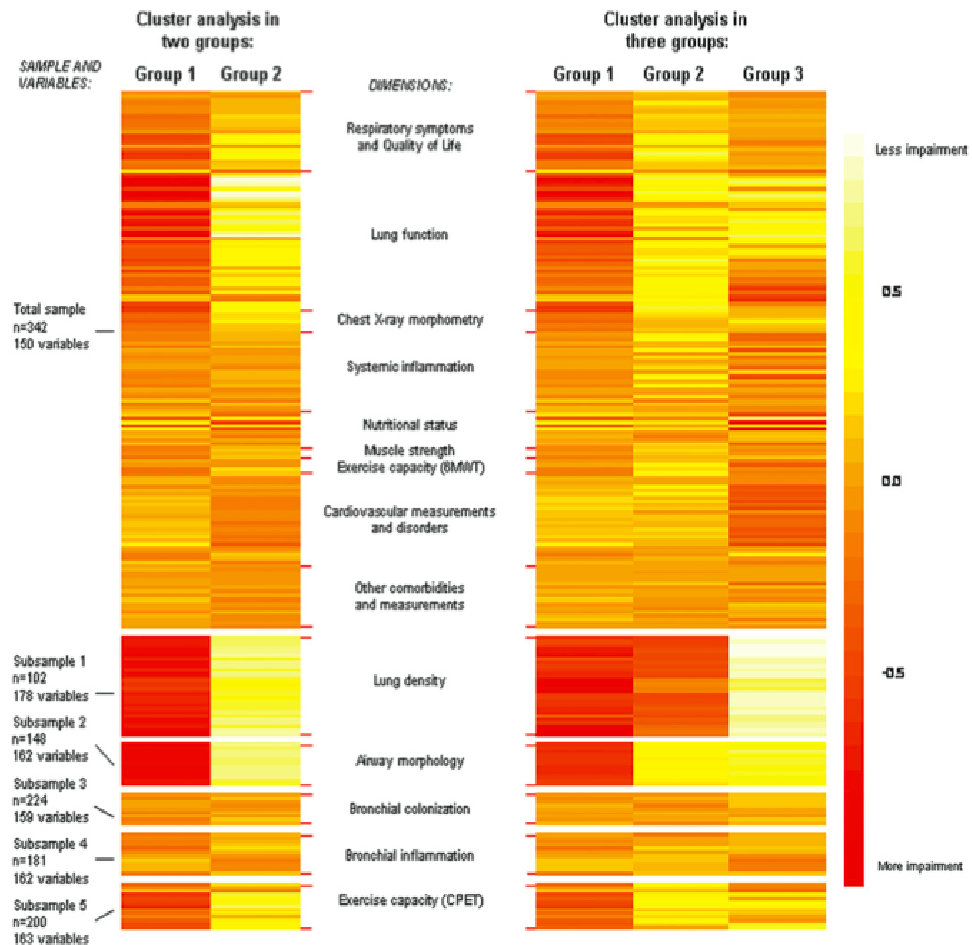 Cluster analysis in
two groups:
Cluster analysis in
three groups:
SAMPLE AND
VARIABLES:
Group 1
Group 2
DIMENSIONS:
Group 1
Group 2
Group 3
Respiratory symptoms
and Quality of Life
Less impairment
Lung function
0.5
Total sample
n=342
150 variables
Chest X-ray morphometry
Systemic inflammation
Nutritional status
Muscle strength
Exercise capacity (6MWT)
0.0
Cardiovascular measurements
and disorders
Other comorbidities
and measurements
Subsample 1
n=102
178 variables
Lung density
-0.5
Subsample 2
n=148
162 variables
Airway morphology
Subsample 3
n=224
159 variables
Bronchial colonization
Subsample 4
n=181
162 variables
Bronchial inflammation
More impairment
Subsample 5
n=200
163 variables
Exercise capacity (CPET)